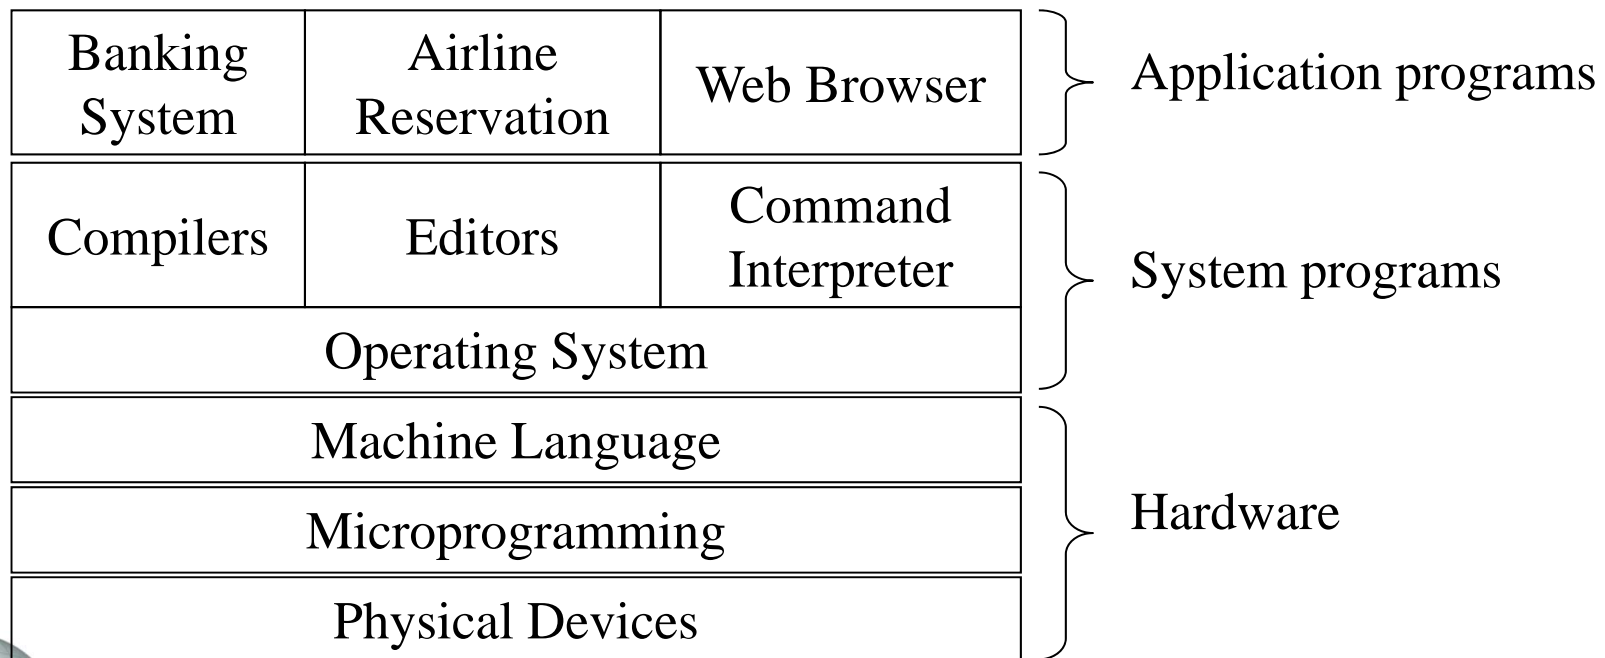 Banking
System
Airline
Reservation
Web Browser
Application programs
Compilers
Editors
Command
Interpreter
System programs
Operating System
Machine Language
Microprogramming
Hardware
Physical Devices